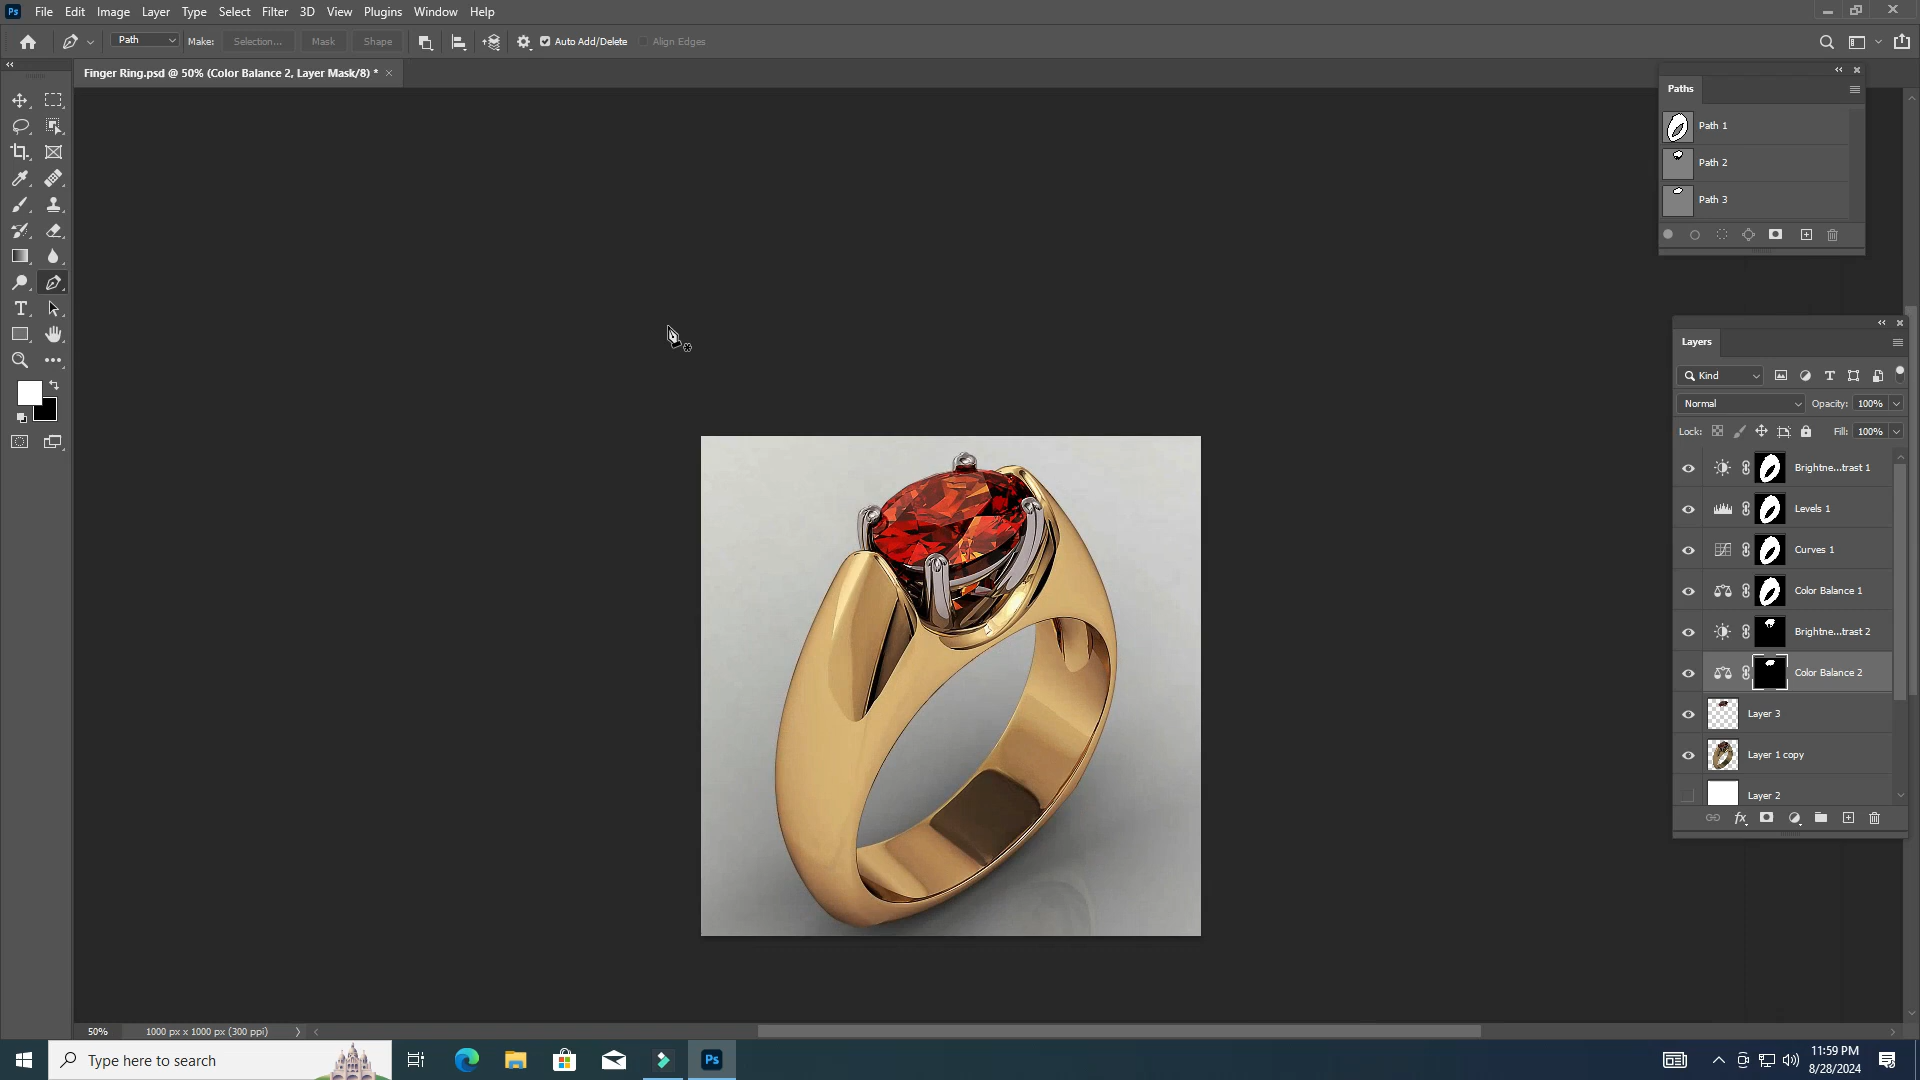 Ps File Edit Image Layer Type Select Filter 3D View Plugins Window Help
Path Make: Selection... Mask Shape Auto Add/Delete Align Edges
Finger Ring.psd @ 50% (Color Balance 2, Layer Mask/8) *
Paths
Path 1
Path 2
Path 3
Layers
Kind
Normal Opacity: 100%
Lock: Fill: 100%
Brightne...trast 1
Levels 1
Curves 1
Color Balance 1
Brightne...trast 2
Color Balance 2
Layer 3
Layer 1 copy
Layer 2
fx
50% 1000 px x 1000 px (300 ppi)
Type here to search
Ps
11:59 PM
8/28/2024